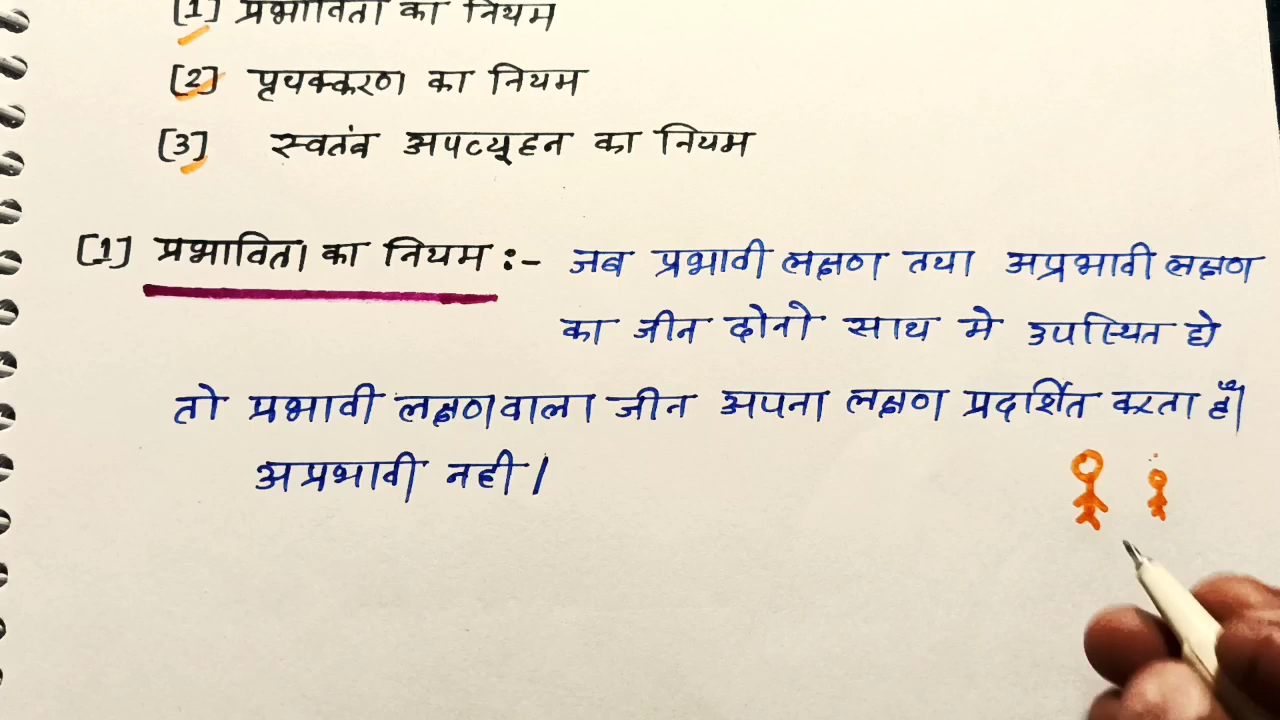 [1] प्रभाविता का नियम
[2] पृथक्करण का नियम
[3] स्वतंत्र अपव्यूहन का नियम
[1] प्रभाविता का नियम :- जब प्रभावी लक्षण तथा अप्रभावी लक्षण
का जीन दोनो साथ मे उपस्थित हो
तो प्रभावी लक्षणवाला जीन अपना लक्षण प्रदर्शित करता हैं।
अप्रभावी नही।